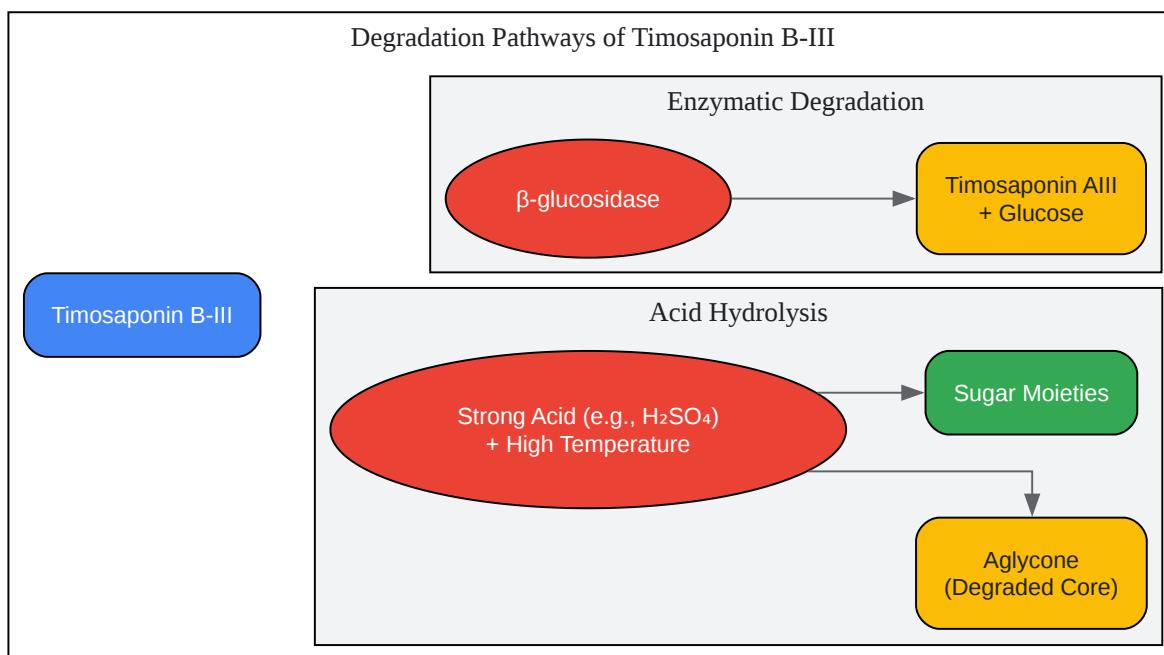 Degradation Pathways of Timosaponin B-III
Enzymatic Degradation
β-glucosidase
Timosaponin AIII
+ Glucose
Timosaponin B-III
Acid Hydrolysis
Strong Acid (e.g., H₂SO₄)
+ High Temperature
Sugar Moieties
Aglycone
(Degraded Core)